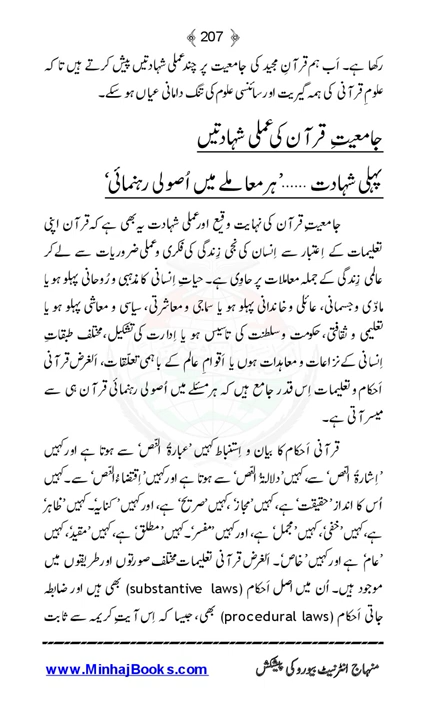 ﴿ 207 ﴾
رکھا ہے۔ اَب ہم قرآنِ مجید کی جامعیت پر چند عملی شہادتیں پیش کرتے ہیں تا کہ
علومِ قرآنی کی ہمہ گیریت اور سائنسی علوم کی تنگ دامانی عیاں ہو سکے۔
جامعیتِ قرآن کی عملی شہادتیں
پہلی شہادت ...... ’ہر معاملے میں اُصولی رہنمائی‘
جامعیتِ قرآن کی نہایت وقیع اور عملی شہادت یہ بھی ہے کہ قرآن اپنی
تعلیمات کے اِعتبار سے اِنسان کی نجی زِندگی کی فکری و عملی ضروریات سے لے کر
عالمی زِندگی کے جملہ معاملات پر حاوِی ہے۔ حیاتِ اِنسانی کا مذہبی و رُوحانی پہلو ہو یا
مادّی و جسمانی، عائلی و خاندانی پہلو ہو یا سماجی و معاشرتی، سیاسی و معاشی پہلو ہو یا
تعلیمی و ثقافتی، حکومت و سلطنت کی تاسیس ہو یا اِدارت کی تشکیل، مختلف طبقاتِ
اِنسانی کے نزاعات و معاہدات ہوں یا اَقوامِ عالم کے باہمی تعلّقات، اَلغرض قرآنی
اَحکام و تعلیمات اِس قدر جامع ہیں کہ ہر مسئلے میں اُصولی رہنمائی قرآن ہی سے
میسر آتی ہے۔
قرآنی اَحکام کا بیان و اِستنباط کہیں ’عبارۃُ النّص‘ سے ہوتا ہے اور کہیں
’اِشارۃُ النّص‘ سے، کہیں ’دلالۃُ النّص‘ سے ہوتا ہے اور کہیں ’اِقتضاءُ النّص‘ سے۔ کہیں
اُس کا انداز ’حقیقت‘ ہے، کہیں ’مجاز‘، کہیں ’صریح‘ ہے، اور کہیں ’کنایہ‘۔ کہیں ’ظاہر‘
ہے، کہیں ’خفی‘، کہیں ’مجمل‘ ہے، اور کہیں ’مفسر‘۔ کہیں ’مطلق‘ ہے، کہیں ’مقید‘، کہیں
’عام‘ ہے اور کہیں ’خاص‘۔ اَلغرض قرآنی تعلیمات مختلف صورتوں اور طریقوں میں
موجود ہیں۔ اُن میں اصل اَحکام (substantive laws) بھی ہیں اور ضابطہ
جاتی اَحکام (procedural laws) بھی، جیسا کہ اِس آیتِ کریمہ سے ثابت
منہاج انٹرنیٹ بیورو کی پیشکش www.MinhajBooks.com